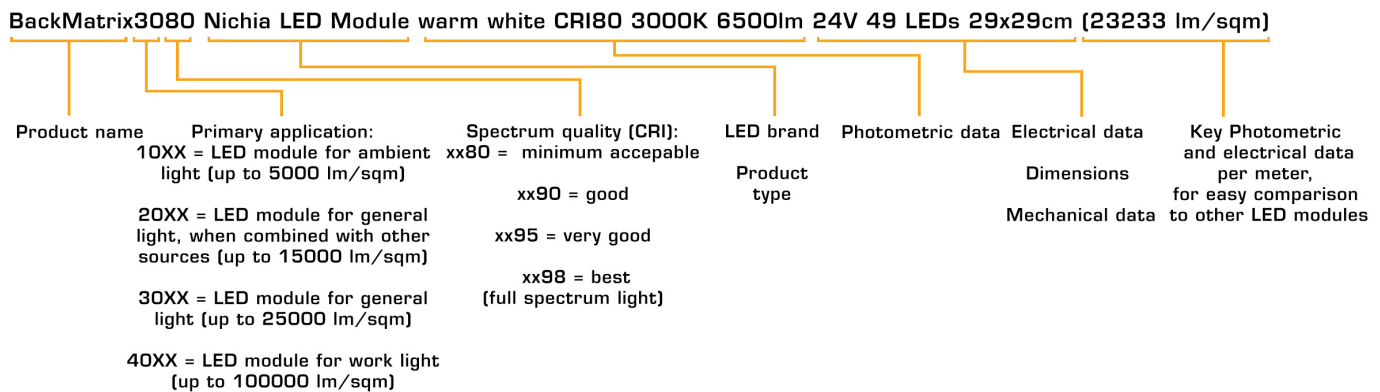 BackMatrix3080 Nichia LED Module warm white CRI80 3000K 6500lm 24V 49 LEDs 29x29cm (23233 lm/sqm)
Product name
Primary application:
10XX = LED module for ambient
light (up to 5000 lm/sqm)
20XX = LED module for general
light, when combined with other
sources (up to 15000 lm/sqm)
30XX = LED module for general
light (up to 25000 lm/sqm)
40XX = LED module for work light
(up to 100000 lm/sqm)
Spectrum quality (CRI):
xx80 = minimum accepable
xx90 = good
xx95 = very good
xx98 = best
(full spectrum light)
LED brand
Product
type
Photometric data
Electrical data
Dimensions
Mechanical data
Key Photometric
and electrical data
per meter,
for easy comparison
to other LED modules